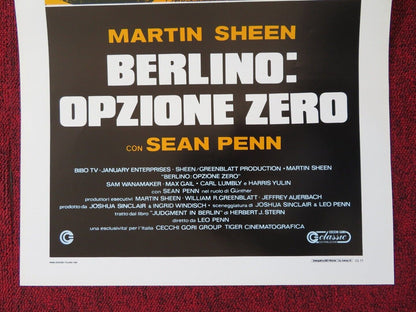 MARTIN SHEEN
BERLINO:
OPZIONE ZERO
CON SEAN PENN
BIBO TV • JANUARY ENTERPRISES • SHEEN/GREENBLATT PRODUCTION • MARTIN SHEEN
"BERLINO: OPZIONE ZERO"
SAM WANAMAKER • MAX GAIL • CARL LUMBLY E HARRIS YULIN
con SEAN PENN nel ruolo di Gunther
produttori esecutivi MARTIN SHEEN • WILLIAM R. GREENBLATT • JEFFREY AUERBACH
prodotto da JOSHUA SINCLAIR & INGRID WINDISCH • sceneggiatura di JOSHUA SINCLAIR & LEO PENN
tratto dal libro "JUDGMENT IN BERLIN" di HERBERT J. STERN
diretto da LEO PENN
una esclusivita' per l'Italia CECCHI GORI GROUP TIGER CINEMATOGRAFICA
classic